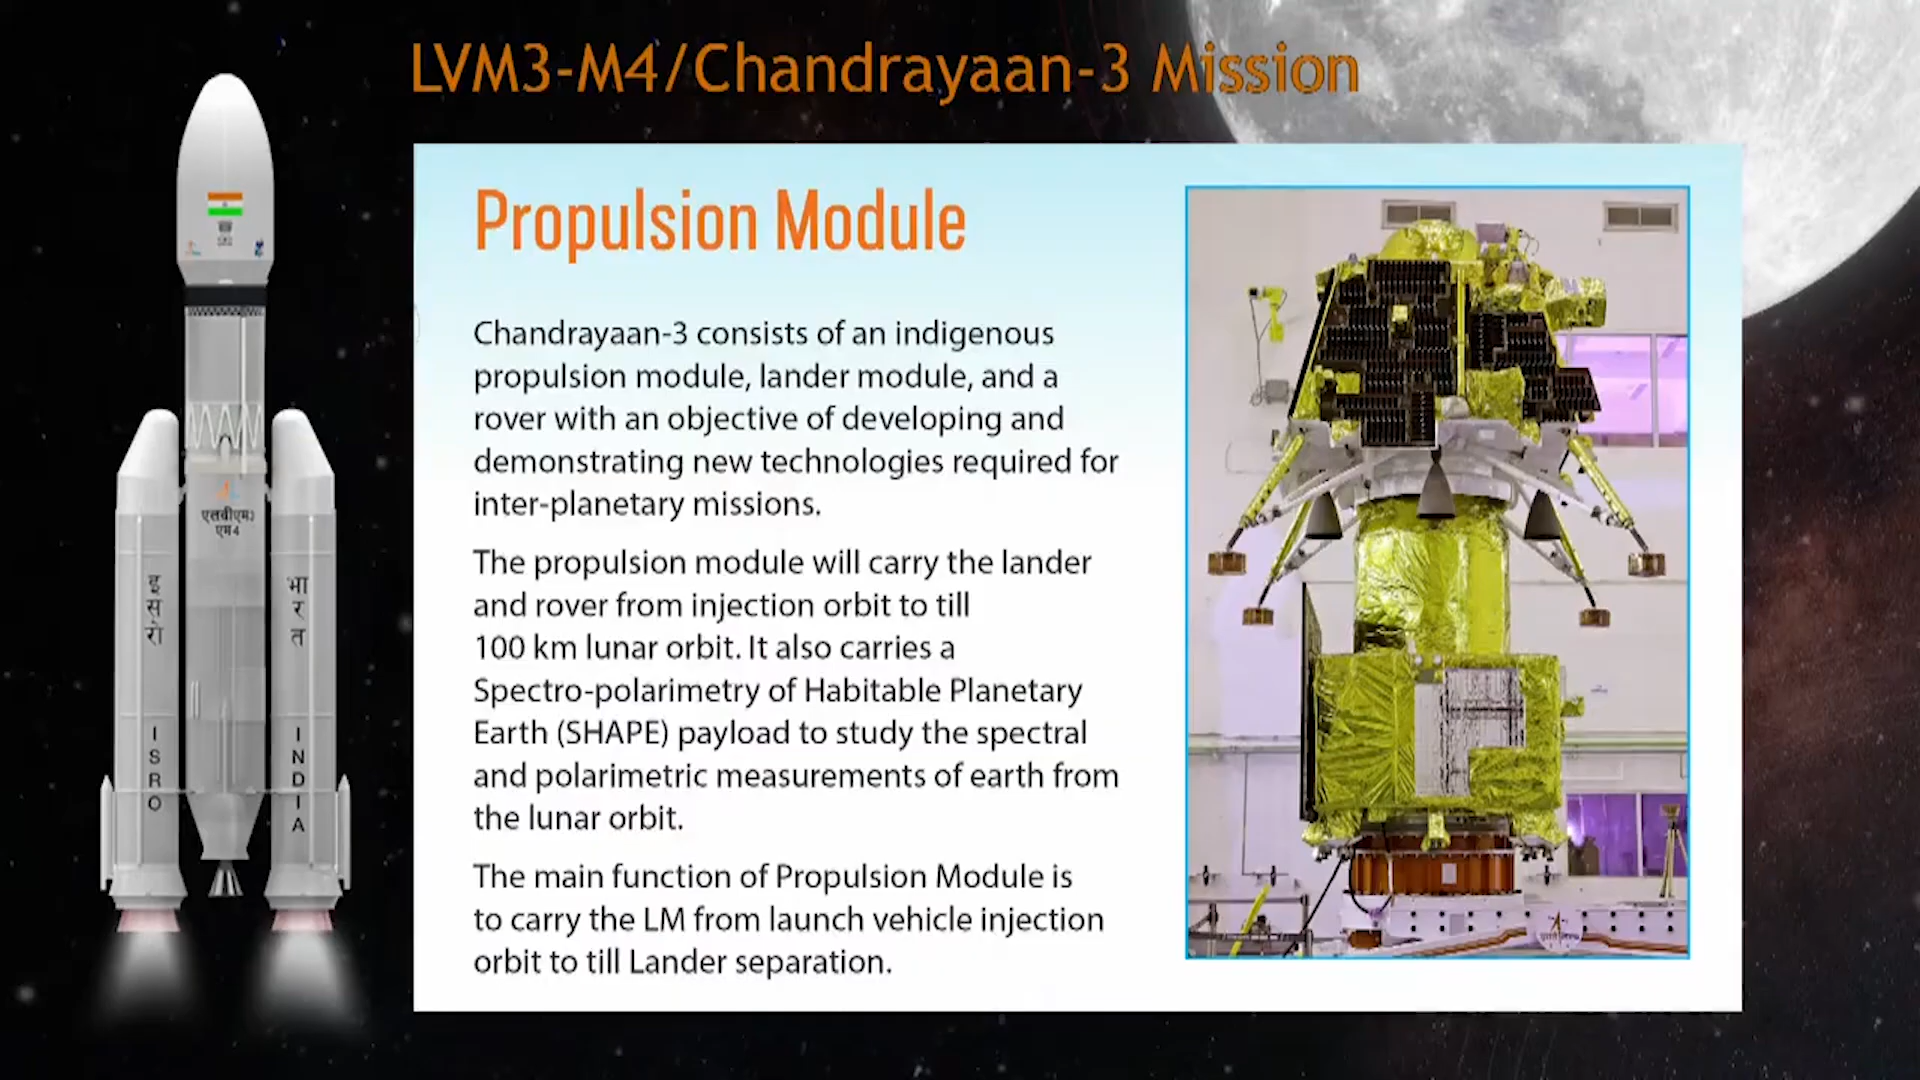 LVM3-M4/Chandrayaan-3 Mission
Propulsion Module
Chandrayaan-3 consists of an indigenous
propulsion module, lander module, and a
rover with an objective of developing and
demonstrating new technologies required for
inter-planetary missions.
The propulsion module will carry the lander
and rover from injection orbit to till
100 km lunar orbit. It also carries a
Spectro-polarimetry of Habitable Planetary
Earth (SHAPE) payload to study the spectral
and polarimetric measurements of earth from
the lunar orbit.
The main function of Propulsion Module is
to carry the LM from launch vehicle injection
orbit to till Lander separation.
एलवीएम3
एम4
इसरो
भारत
ISRO
INDIA